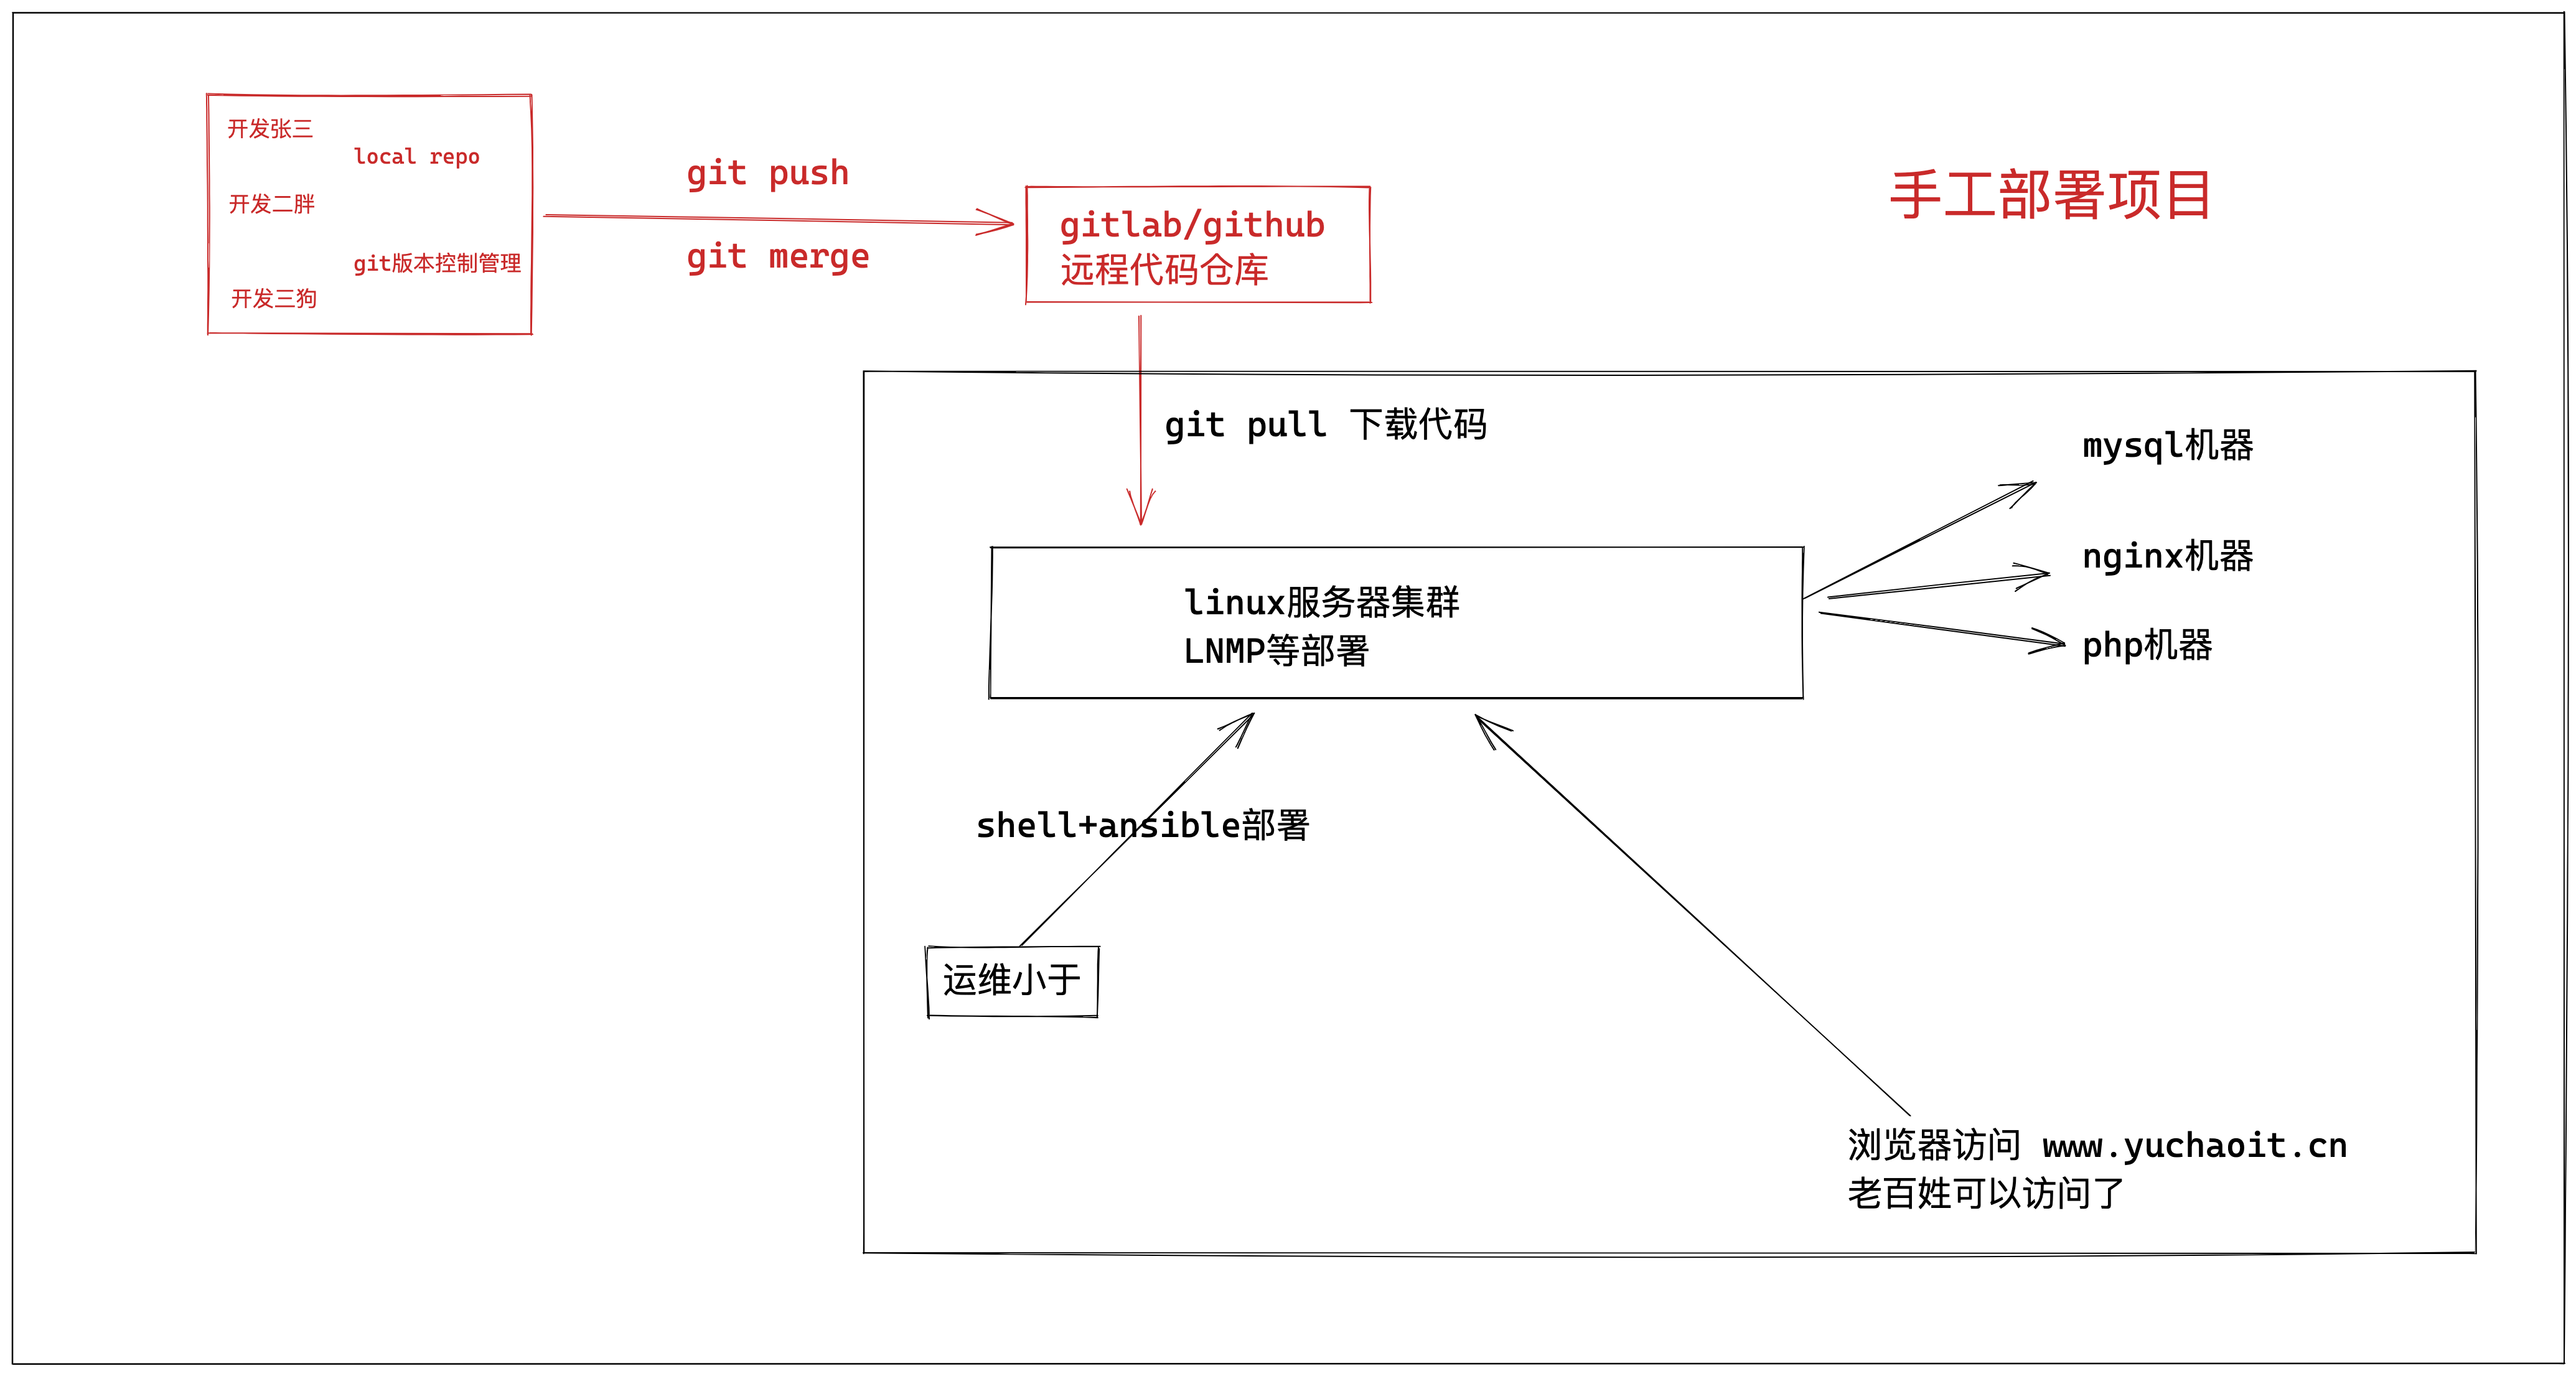 开发张三
local repo
开发二胖
git版本控制管理
开发三狗
git push
git merge
gitlab/github
远程代码仓库
手工部署项目
git pull 下载代码
mysql机器
nginx机器
php机器
linux服务器集群
LNMP等部署
shell+ansible部署
运维小于
浏览器访问 www.yuchaoit.cn
老百姓可以访问了